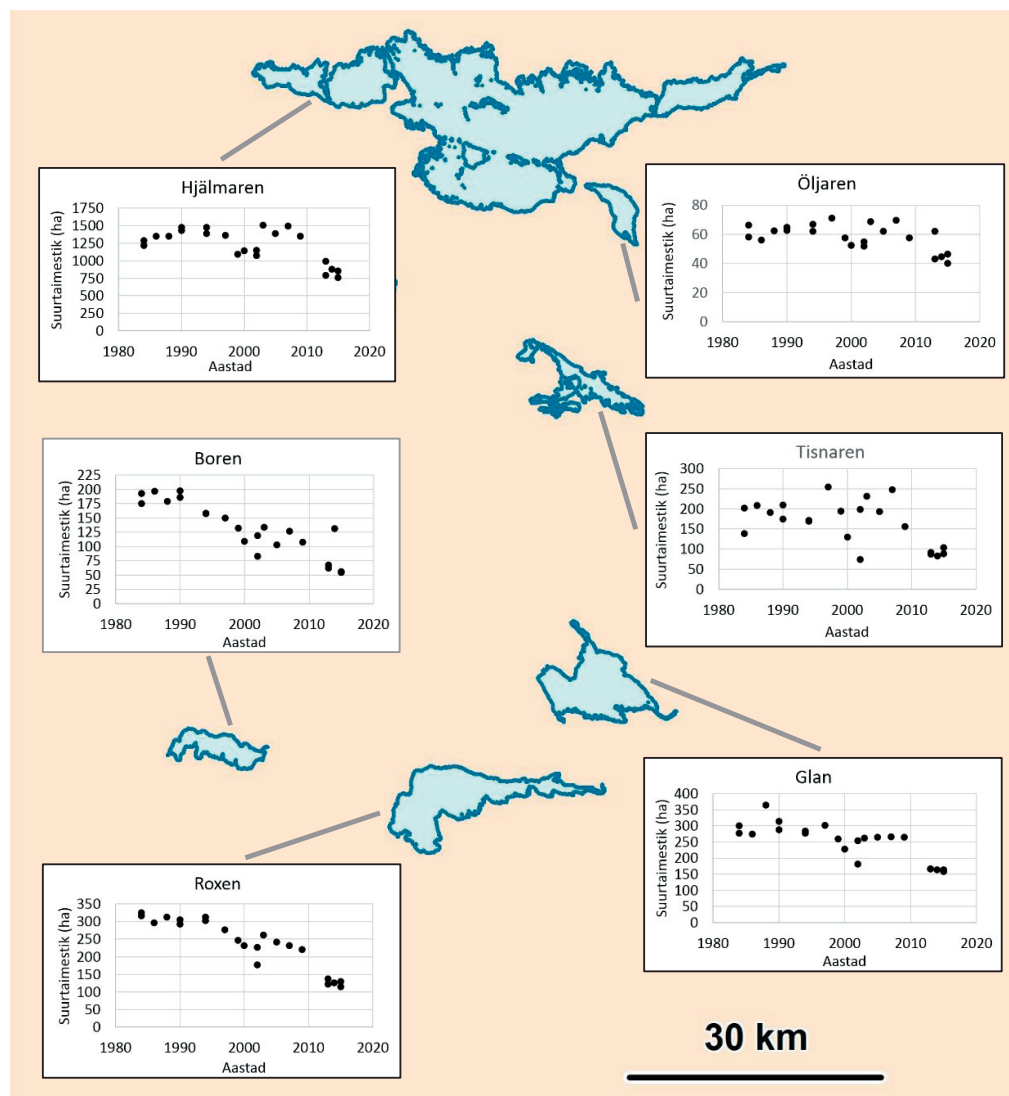 Hjälmaren
Suurtaimestik (ha)
1750
1500
1250
1000
750
500
250
0
1980 1990 2000 2010 2020
Aastad
Öljaren
Suurtaimestik (ha)
80
60
40
20
0
1980 1990 2000 2010 2020
Aastad
Boren
Suurtaimestik (ha)
225
200
175
150
125
100
75
50
25
0
1980 1990 2000 2010 2020
Aastad
Tisnaren
Suurtaimestik (ha)
300
250
200
150
100
50
0
1980 1990 2000 2010 2020
Aastad
Glan
Suurtaimestik (ha)
400
350
300
250
200
150
100
50
0
1980 1990 2000 2010 2020
Aastad
Roxen
Suurtaimestik (ha)
350
300
250
200
150
100
50
0
1980 1990 2000 2010 2020
Aastad
30 km